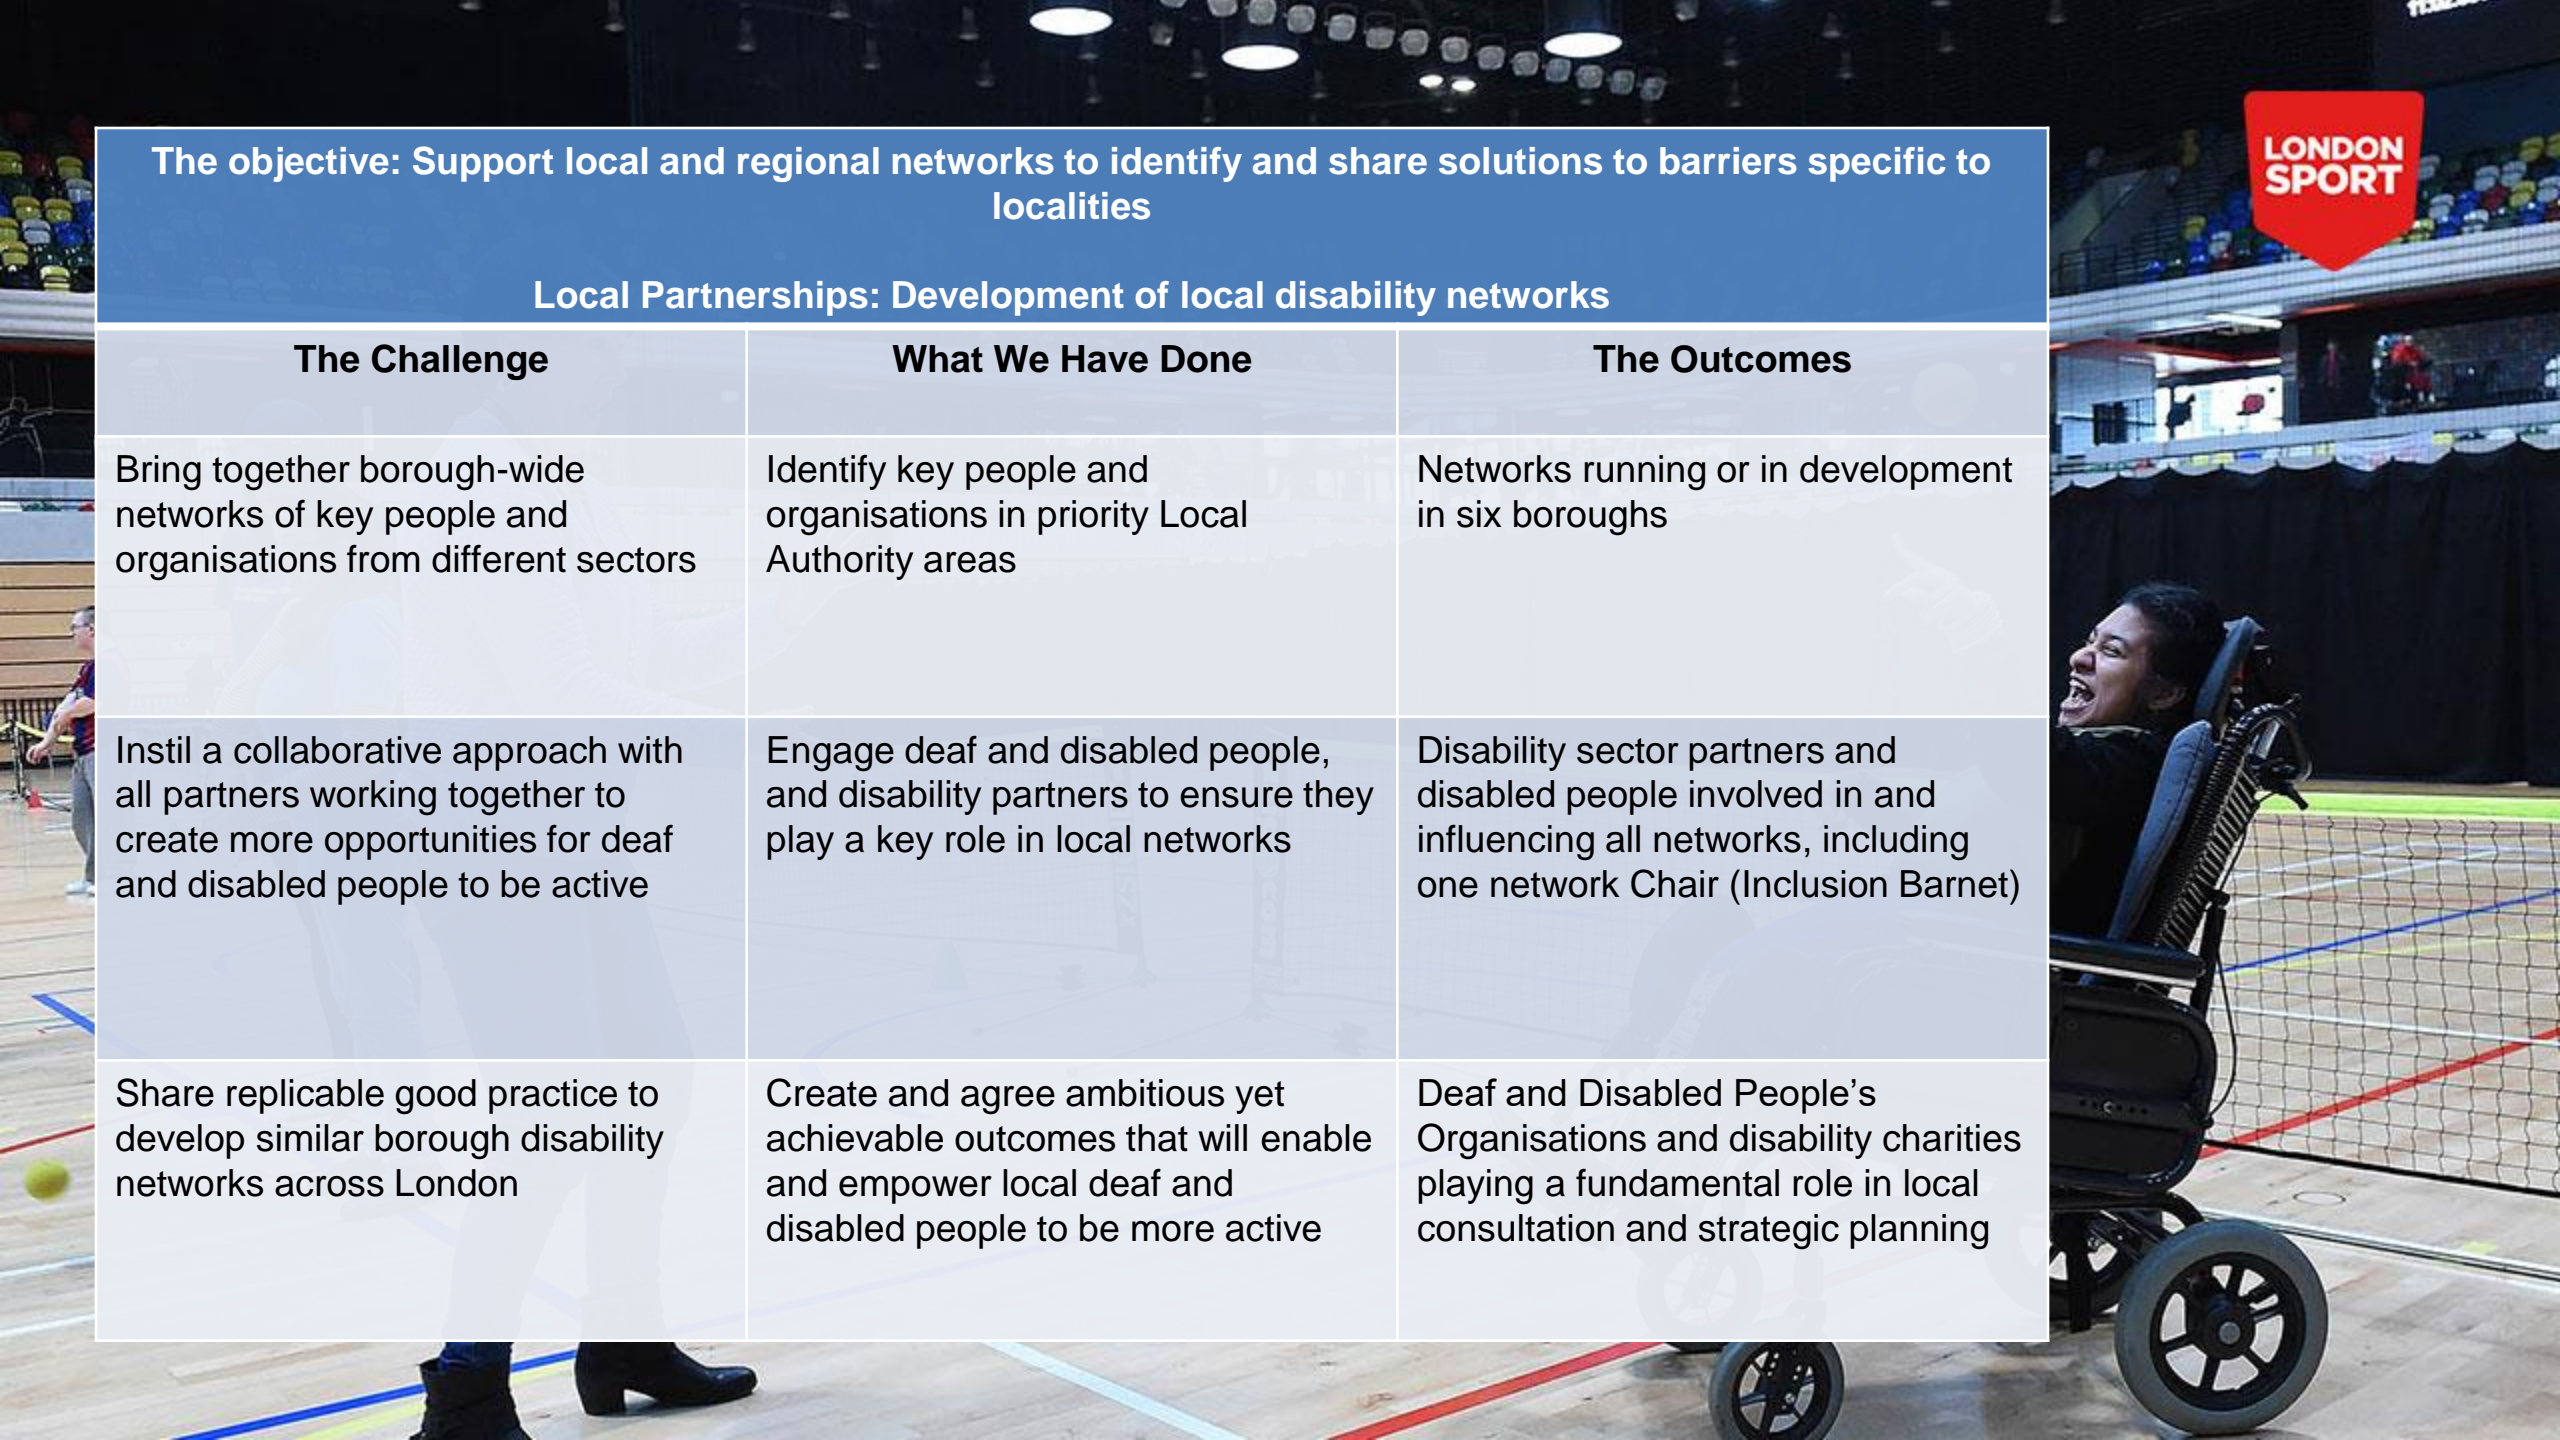 The objective: Support local and regional networks to identify and share solutions to barriers specific to
localities
Local Partnerships: Development of local disability networks
LONDON
SPORT
The Challenge
What We Have Done
The Outcomes
Bring together borough-wide
networks of key people and
organisations from different sectors
Identify key people and
organisations in priority Local
Authority areas
Networks running or in development
in six boroughs
Instil a collaborative approach with
all partners working together to
create more opportunities for deaf
and disabled people to be active
Engage deaf and disabled people,
and disability partners to ensure they
play a key role in local networks
Disability sector partners and
disabled people involved in and
influencing all networks, including
one network Chair (Inclusion Barnet)
Share replicable good practice to
develop similar borough disability
networks across London
Create and agree ambitious yet
achievable outcomes that will enable
and empower local deaf and
disabled people to be more active
Deaf and Disabled People’s
Organisations and disability charities
playing a fundamental role in local
consultation and strategic planning